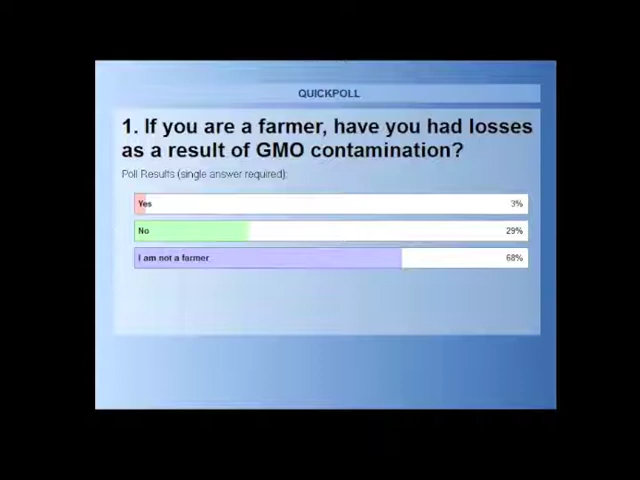 QUICKPOLL
1. If you are a farmer, have you had losses
as a result of GMO contamination?
Poll Results (single answer required):
Yes 3%
No 29%
I am not a farmer 68%